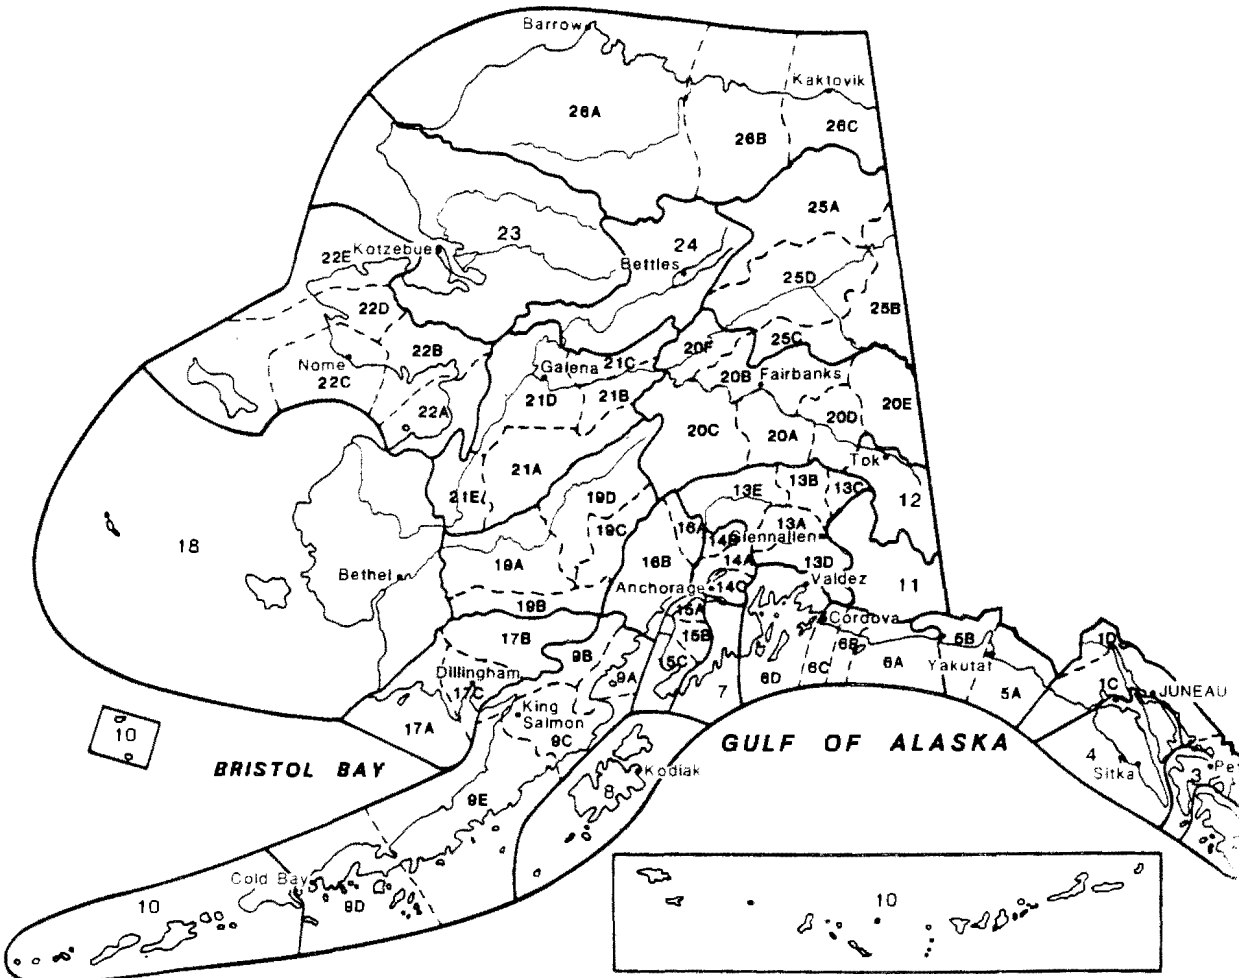 Barrow
Kaktovik
26A
26B
26C
25A
23
24
Kotzebue
22E
Bettles
25D
22D
25B
22B
25C
20F
Nome
22C
Galena
21C
20B
Fairbanks
21D
21B
22A
20D
20E
20C
20A
21A
Tok
21E
19D
13E
13B
13C
12
19C
16A
13A
18
14B
Glennallen
19A
16B
14A
13D
Bethel
Anchorage
14C
Valdez
11
19B
15A
Cordova
17B
15B
6B
5B
1D
9B
15C
6A
Yakutat
Dillingham
9A
6D
6C
1C
17C
7
5A
JUNEAU
King
Salmon
17A
9C
10
GULF OF ALASKA
BRISTOL BAY
4
Sitka
3
Pe
Kodiak
8
9E
Cold Bay
10
9D
10